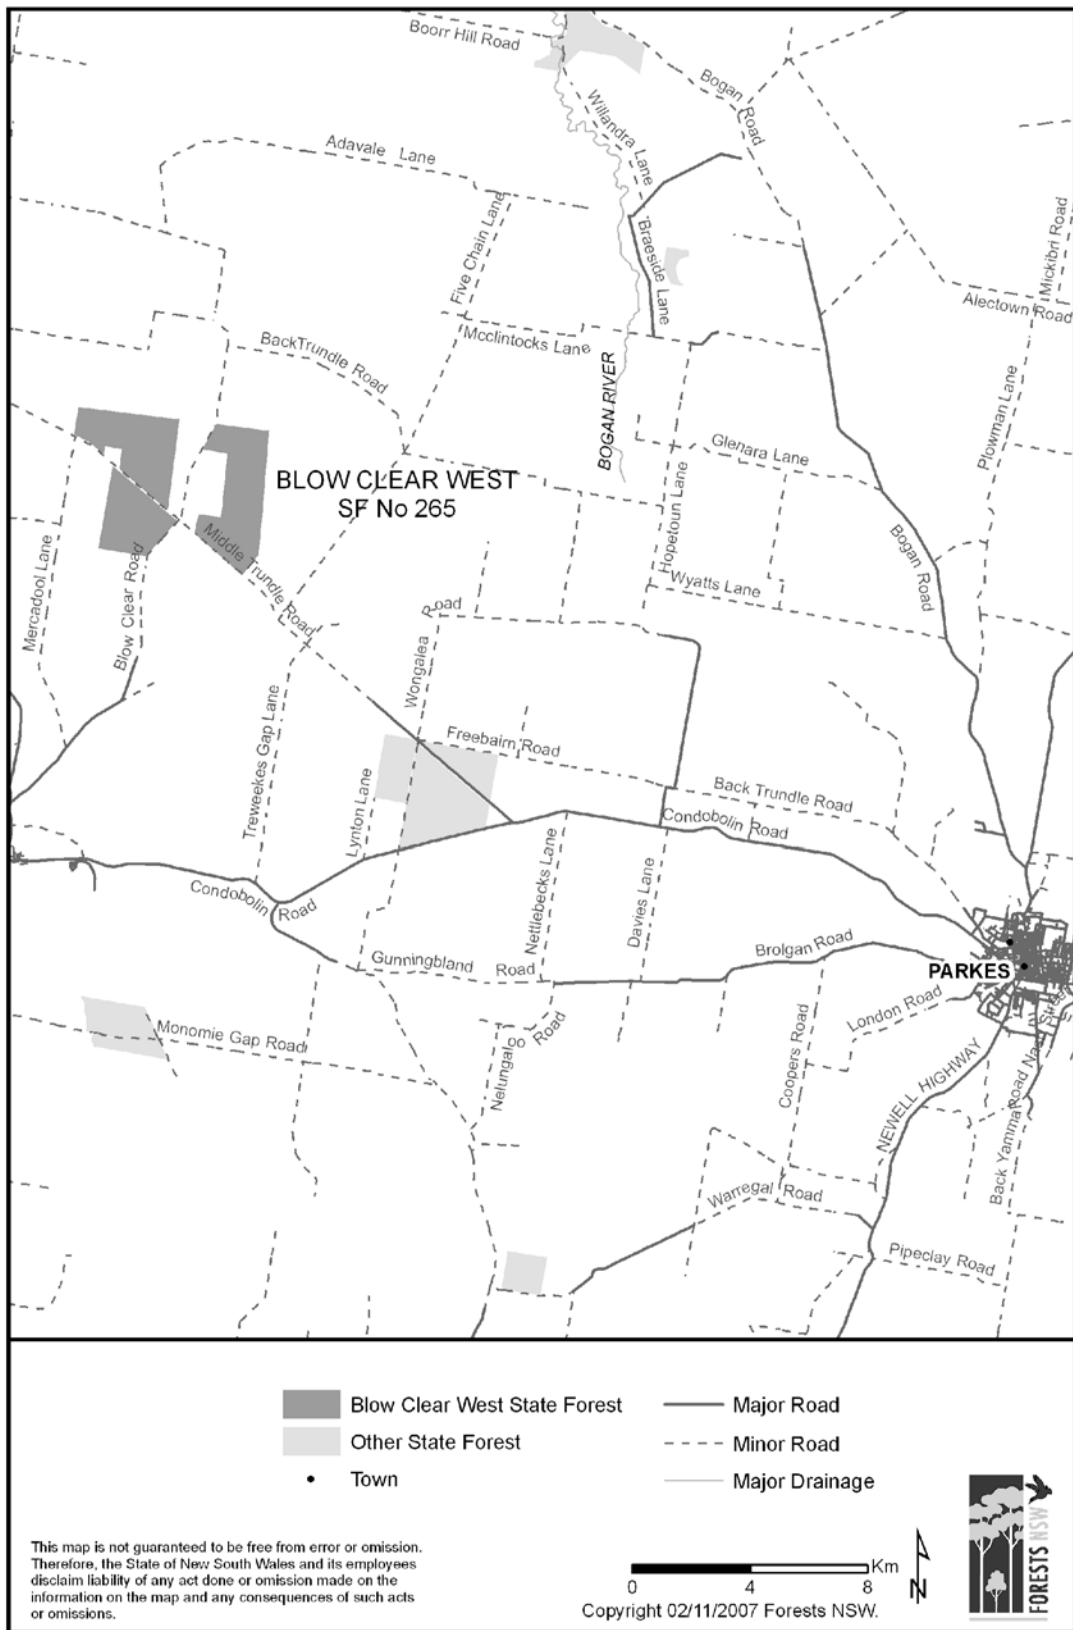 Boorr Hill Road
Bogan
Road
Willandra Lane
Adavale Lane
Five Chain Lane
Braeside Lane
Mickibri Road
Alectown Road
BackTrundle Road
Mcclintocks Lane
BOGAN RIVER
Plowman Lane
Glenara Lane
BLOW CLEAR WEST
SF No 265
Hopetoun Lane
Bogan Road
Mercadool Lane
Blow Clear Road
Middle Trundle Road
Wyatts Lane
Wongalea
Road
Treweekes Gap Lane
Freebairn Road
Lynton Lane
Back Trundle Road
Condobolin Road
Nettlebecks Lane
Davies Lane
Condobolin Road
Gunningbland Road
Brolgan Road
PARKES
London Road
Monomie Gap Road
Nelungaloo Road
Coopers Road
NEWELL HIGHWAY
Back Yamma Road
Warregal Road
Pipeclay Road
Blow Clear West State Forest
Major Road
Other State Forest
Minor Road
Town
Major Drainage
This map is not guaranteed to be free from error or omission.
Therefore, the State of New South Wales and its employees
disclaim liability of any act done or omission made on the
information on the map and any consequences of such acts
or omissions.
Km
0 4 8
N
Copyright 02/11/2007 Forests NSW.
FORESTS NSW